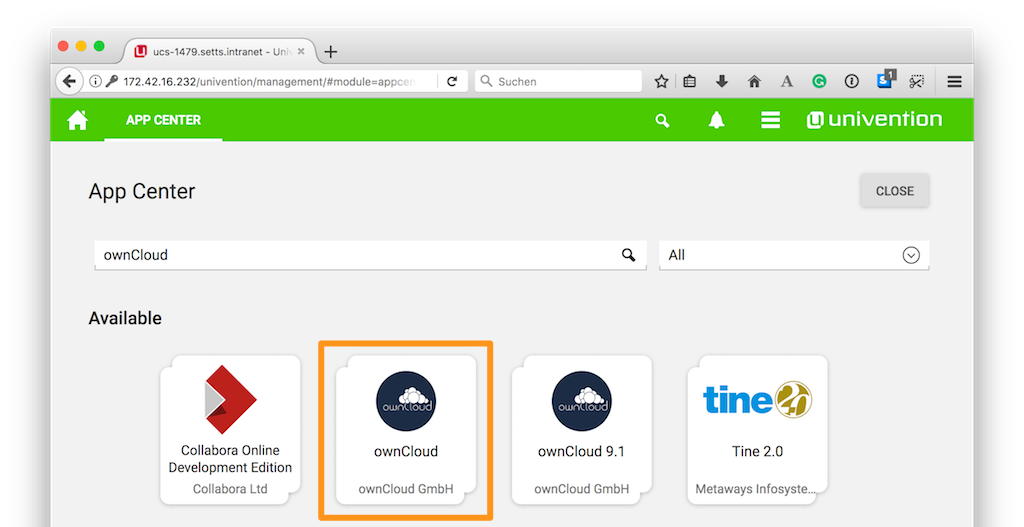 ucs-1479.setts.intranet - Univ
172.42.16.232/univention/management/#module=appcen
Suchen
1
APP CENTER
univention
App Center
CLOSE
ownCloud
All
Available
ownCloud
ownCloud
tine 2.0
Collabora Online
Development Edition
Collabora Ltd
ownCloud
ownCloud GmbH
ownCloud 9.1
ownCloud GmbH
Tine 2.0
Metaways Infosyste...